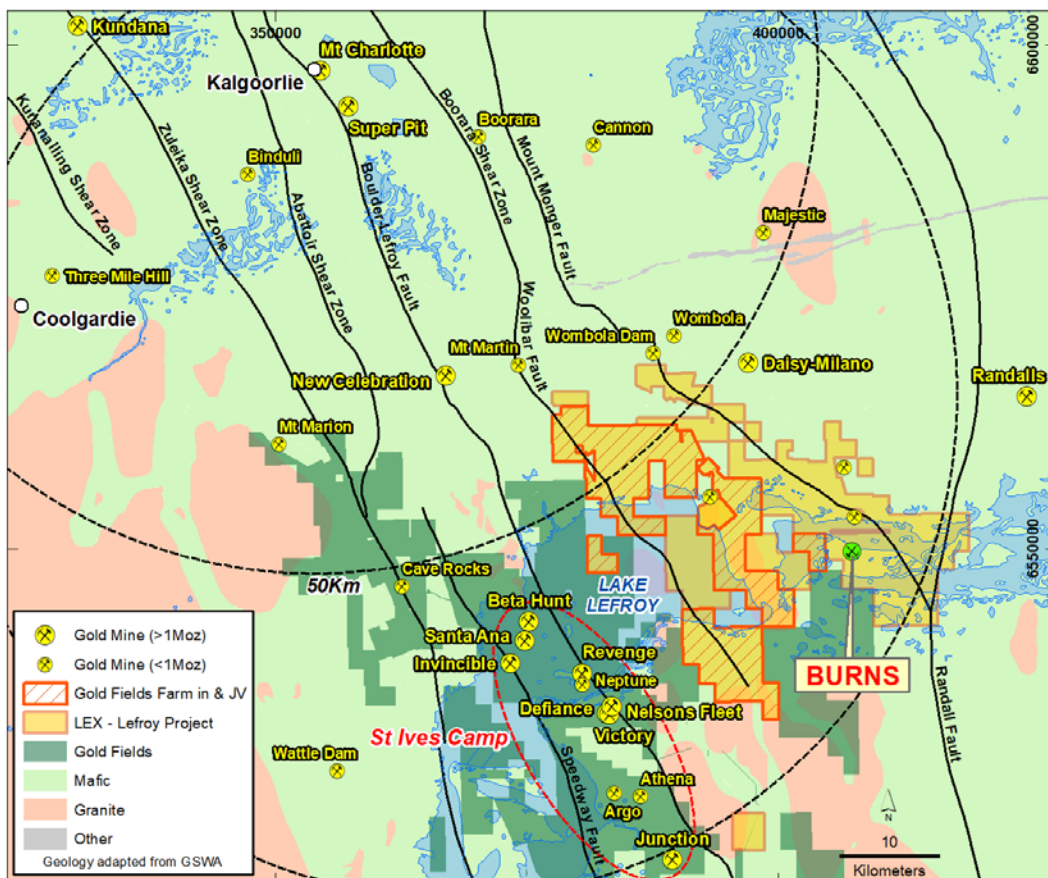 Kundana
350000
400000
6600000
Mt Charlotte
Kalgoorlie
Super Pit
Boorara
Cannon
Binduli
Kunanalling Shear Zone
Zuleika Shear Zone
Abattoir Shear Zone
Boulder-Lefroy Fault
Boorara Shear Zone
Mount Monger Fault
Majestic
Three Mile Hill
Coolgardie
Woolibar Fault
Wombola
Wombola Dam
Mt Martin
Daisy-Milano
New Celebration
Randalls
Mt Marion
6550000
50Km
Cave Rocks
LAKE
LEFROY
Beta Hunt
Santa Ana
Invincible
Revenge
Neptune
BURNS
Defiance
Nelsons Fleet
Victory
St Ives Camp
Randall Fault
Wattle Dam
Speedway Fault
Athena
Argo
Junction
Gold Mine (>1Moz)
Gold Mine (<1Moz)
Gold Fields Farm in & JV
LEX - Lefroy Project
Gold Fields
Mafic
Granite
Other
Geology adapted from GSWA
N
10
Kilometers